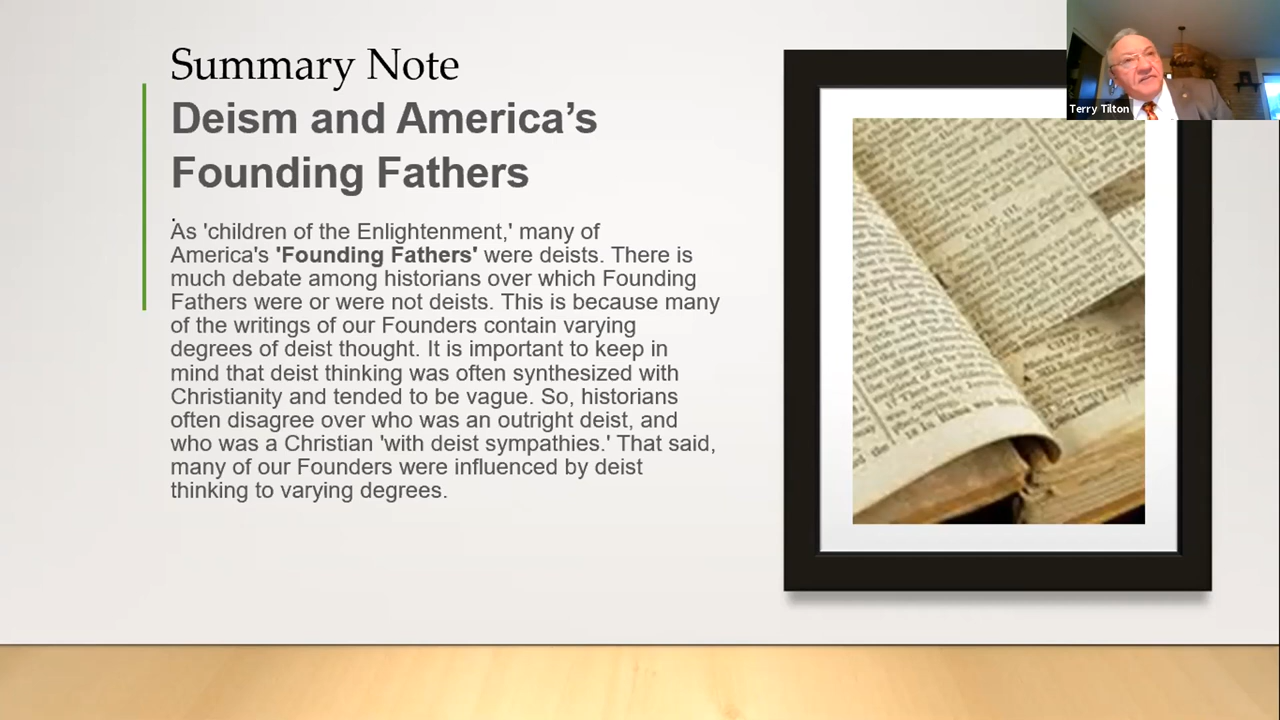 Summary Note
Deism and America's
Founding Fathers
.
As 'children of the Enlightenment,' many of
America's 'Founding Fathers' were deists. There is
much debate among historians over which Founding
Fathers were or were not deists. This is because many
of the writings of our Founders contain varying
degrees of deist thought. It is important to keep in
mind that deist thinking was often synthesized with
Christianity and tended to be vague. So, historians
often disagree over who was an outright deist, and
who was a Christian 'with deist sympathies.' That said,
many of our Founders were influenced by deist
thinking to varying degrees.
Terry Tilton
CHAP. III.